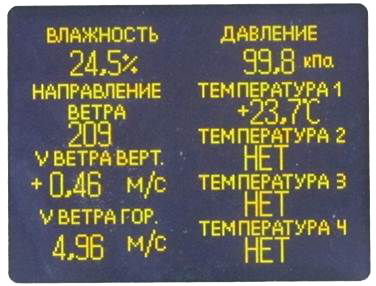 ВЛАЖНОСТЬ
24,5%
НАПРАВЛЕНИЕ
ВЕТРА
209
V ВЕТРА ВЕРТ.
+0,46 М/С
V ВЕТРА ГОР.
4,96 М/С
ДАВЛЕНИЕ
99,8 кПа
ТЕМПЕРАТУРА 1
+23,7°С
ТЕМПЕРАТУРА 2
НЕТ
ТЕМПЕРАТУРА 3
НЕТ
ТЕМПЕРАТУРА 4
НЕТ